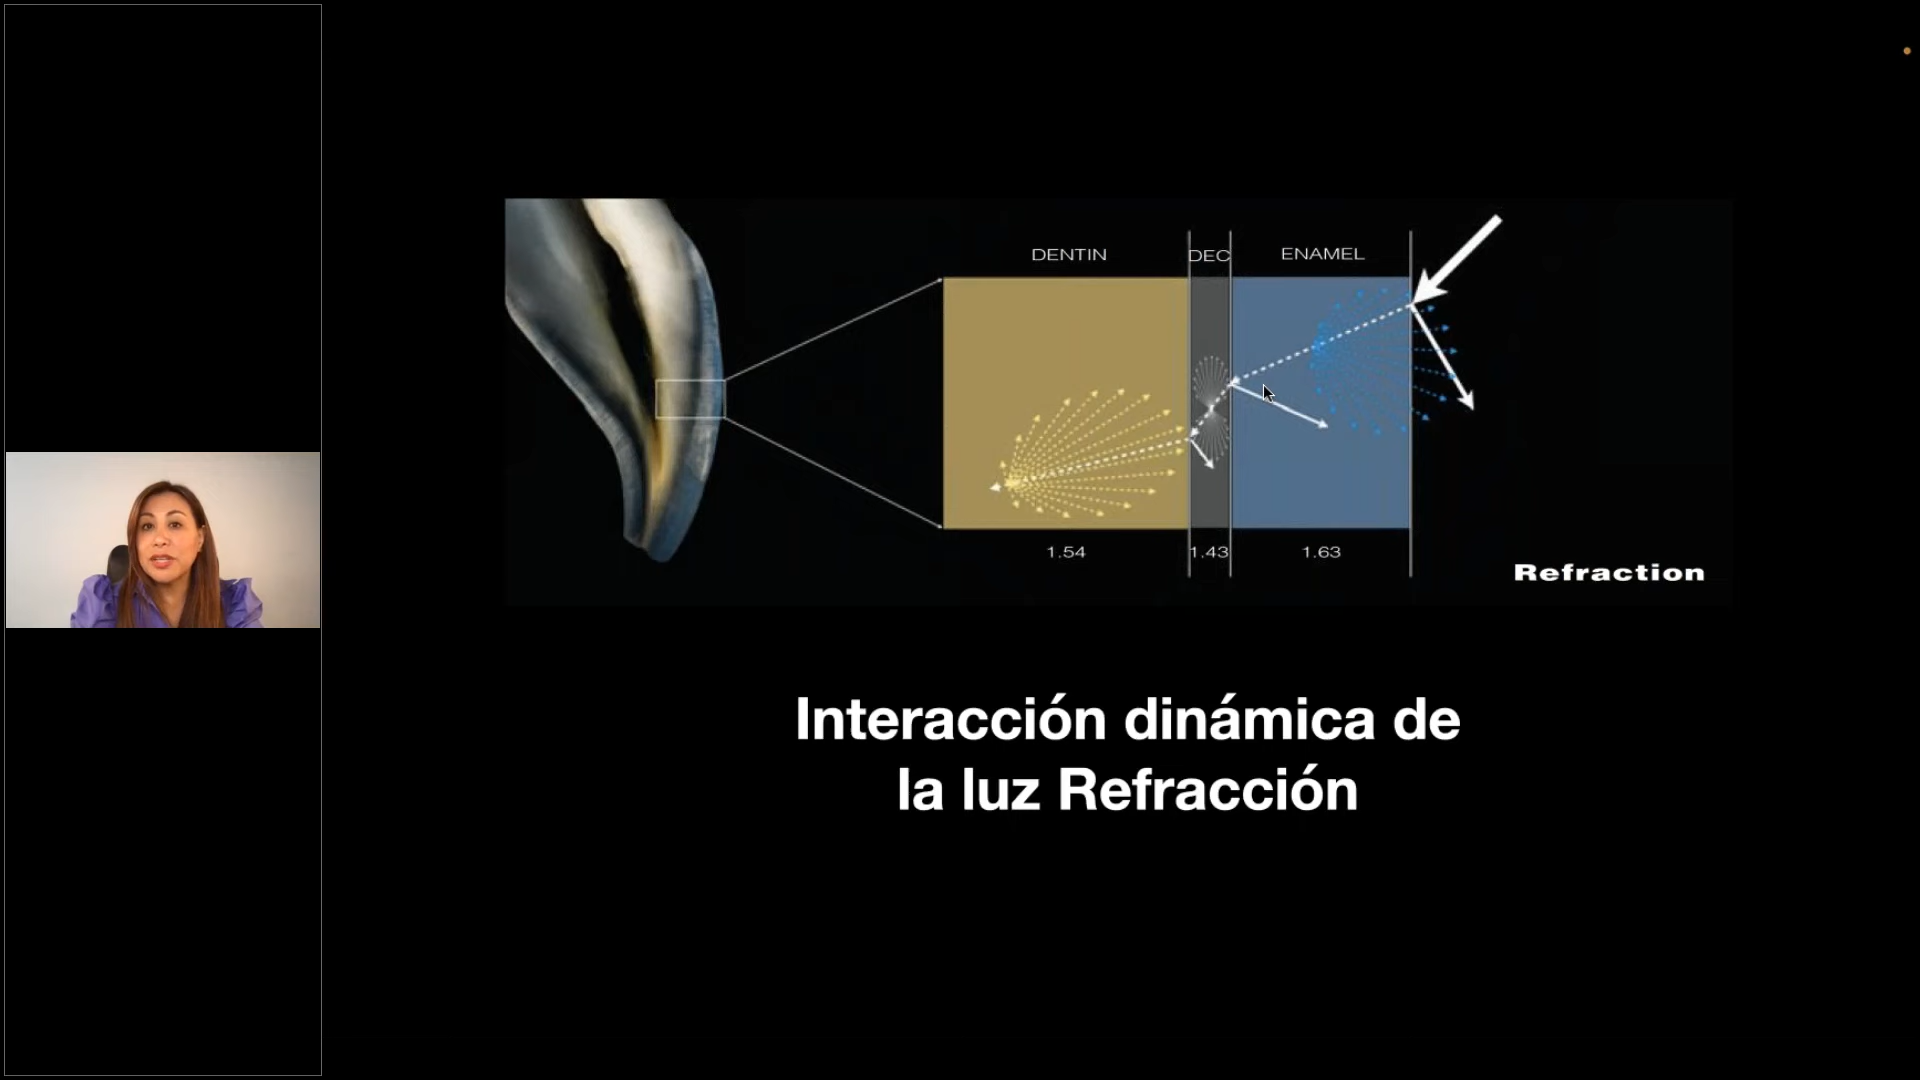 DENTIN DEC ENAMEL
1.54 1.43 1.63
Refraction
Interacción dinámica de
la luz Refracción